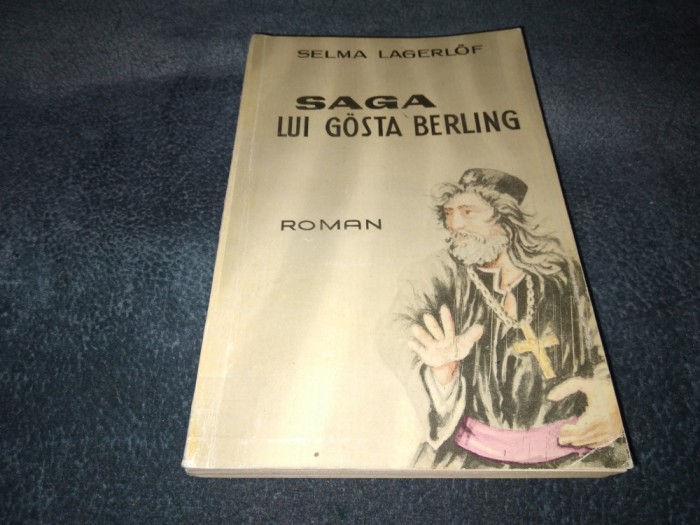 SELMA LAGERLÖF
SAGA
LUI GÖSTA BERLING
ROMAN